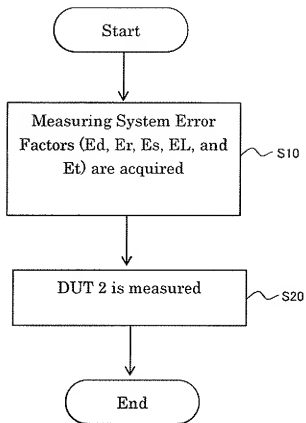 Start
Measuring System Error
Factors (Ed, Er, Es, EL, and
Et) are acquired
S10
DUT 2 is measured
S20
End